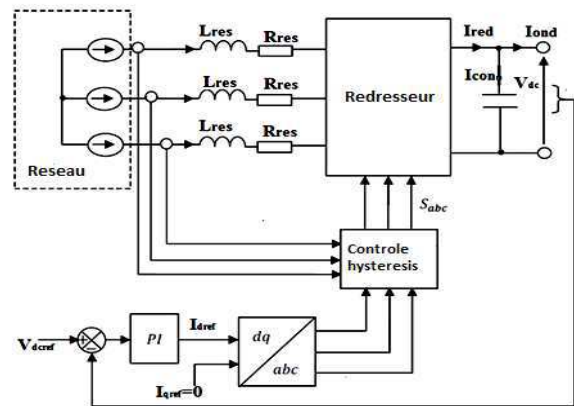 Reseau
Lres
Rres
Lres
Rres
Lres
Rres
Redresseur
Ired
Iond
Icon
Vdc
Sabc
Controle
hysteresis
Vdcref
+
−
PI
Idref
Iqref=0
dq
abc